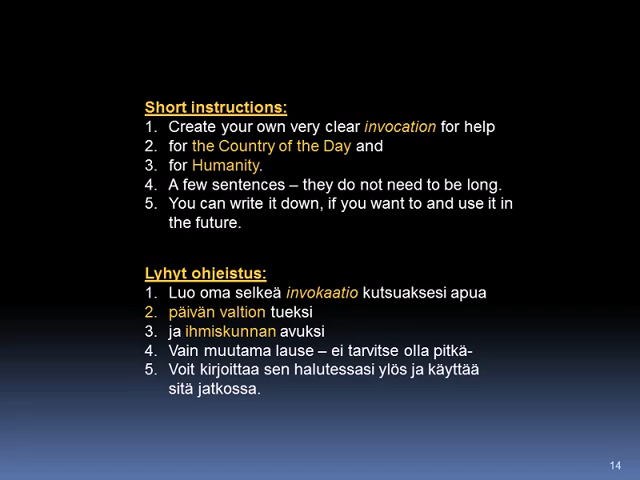 Short instructions:
1. Create your own very clear invocation for help
2. for the Country of the Day and
3. for Humanity.
4. A few sentences – they do not need to be long.
5. You can write it down, if you want to and use it in
the future.
Lyhyt ohjeistus:
1. Luo oma selkeä invokaatio kutsuaksesi apua
2. päivän valtion tueksi
3. ja ihmiskunnan avuksi
4. Vain muutama lause – ei tarvitse olla pitkä-
5. Voit kirjoittaa sen halutessasi ylös ja käyttää
sitä jatkossa.
14